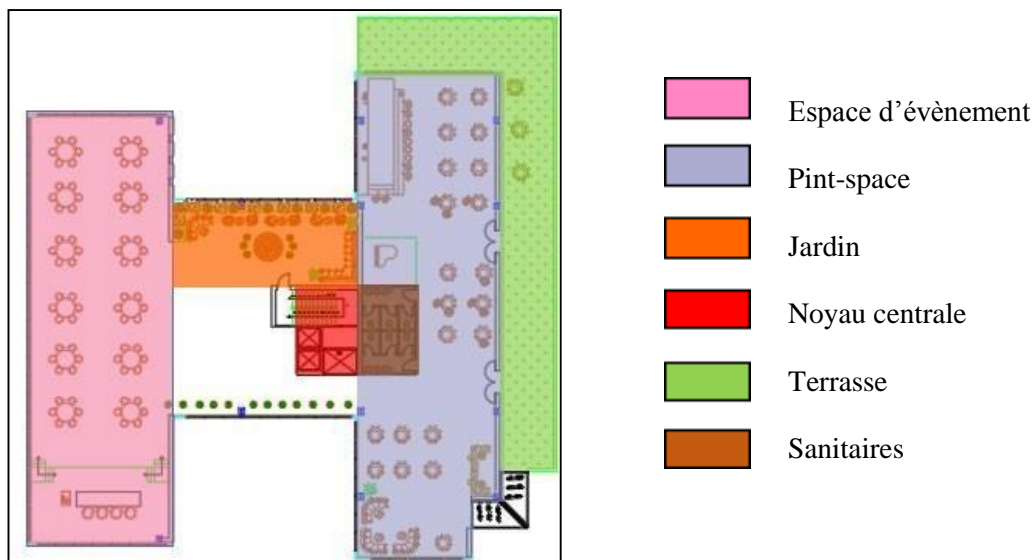 Espace d’évènement
Pint-space
Jardin
Noyau centrale
Terrasse
Sanitaires